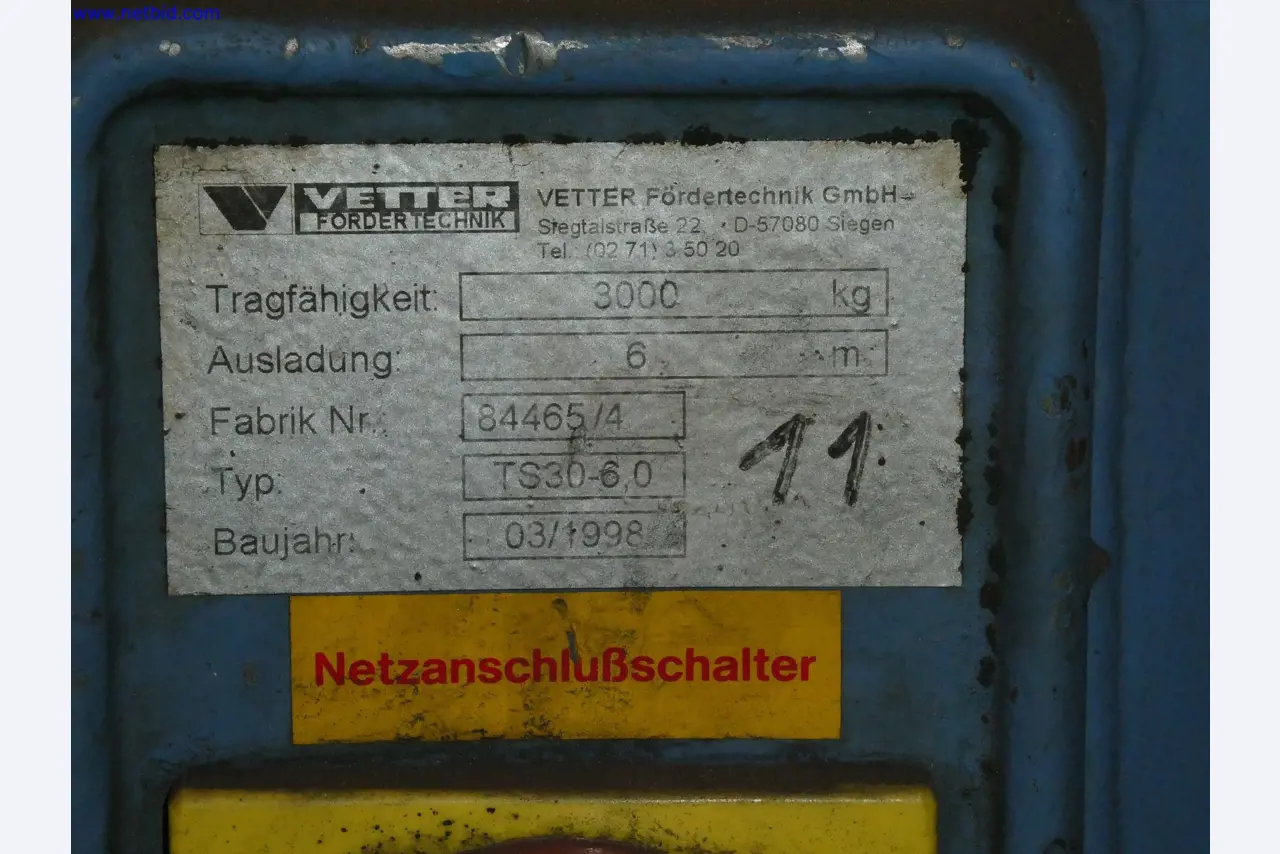 www.netbid.com
VETTER
FÖRDERTECHNIK
VETTER Fördertechnik GmbH
Siegtalstraße 22 · D-57080 Siegen
Tel. (02 71) 3 50 20
Tragfähigkeit: 3000 kg
Ausladung: 6 m
Fabrik Nr.: 84465/4
Typ: TS30-6,0
Baujahr: 03/1998
11
Netzanschlußschalter